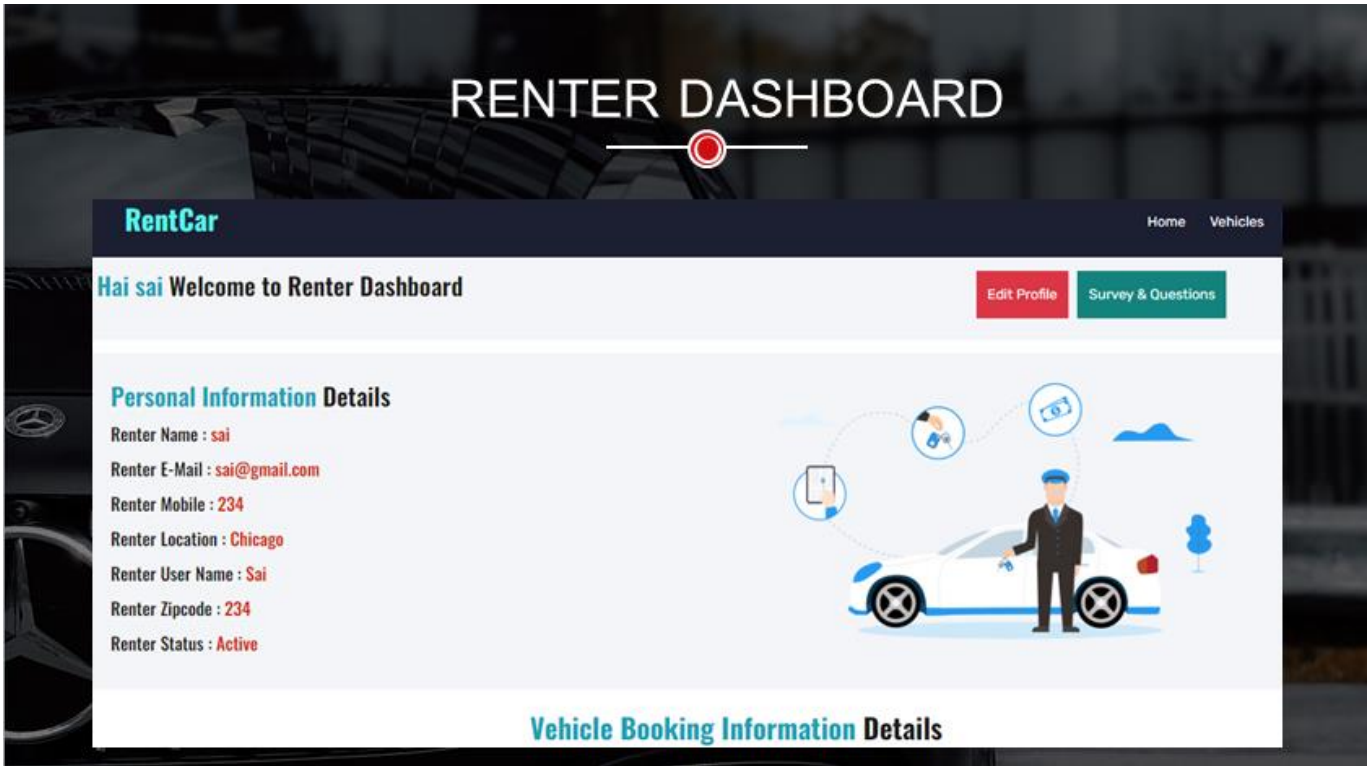 RENTER DASHBOARD
RentCar
Home Vehicles
Hai sai Welcome to Renter Dashboard
Edit Profile
Survey & Questions
Personal Information Details
Renter Name : sai
Renter E-Mail : sai@gmail.com
Renter Mobile : 234
Renter Location : Chicago
Renter User Name : Sai
Renter Zipcode : 234
Renter Status : Active
Vehicle Booking Information Details